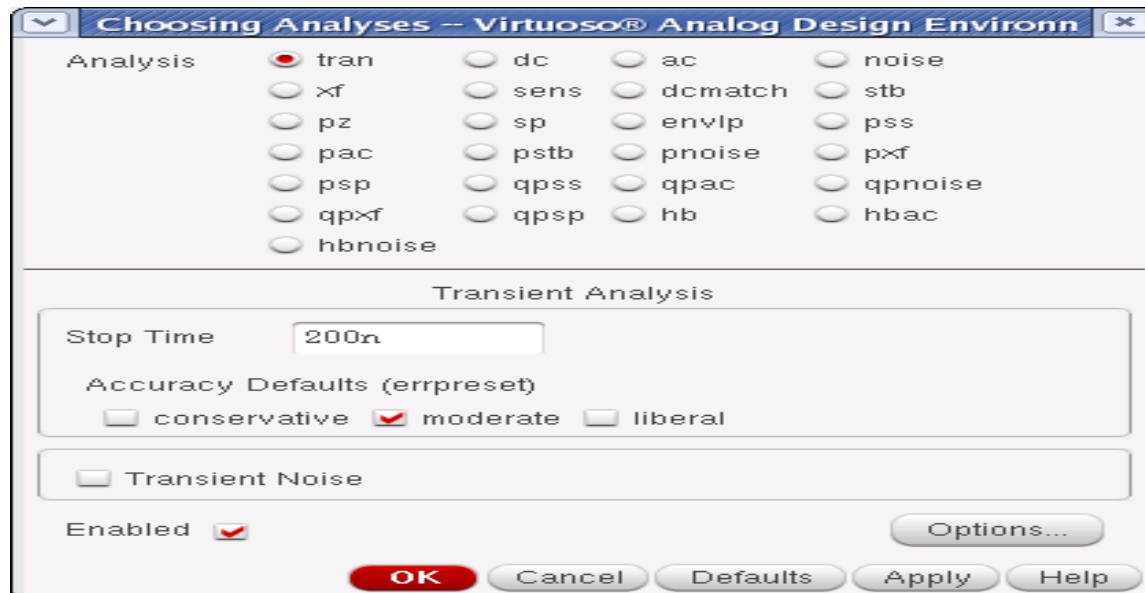 Choosing Analyses -- Virtuoso® Analog Design Environn
Analysis tran dc ac noise
xf sens dcmatch stb
pz sp envlp pss
pac pstb pnoise pxf
psp qpss qpac qpnoise
qpxf qpsp hb hbac
hbnoise
Transient Analysis
Stop Time 200n
Accuracy Defaults (errpreset)
conservative moderate liberal
Transient Noise
Enabled Options...
OK Cancel Defaults Apply Help